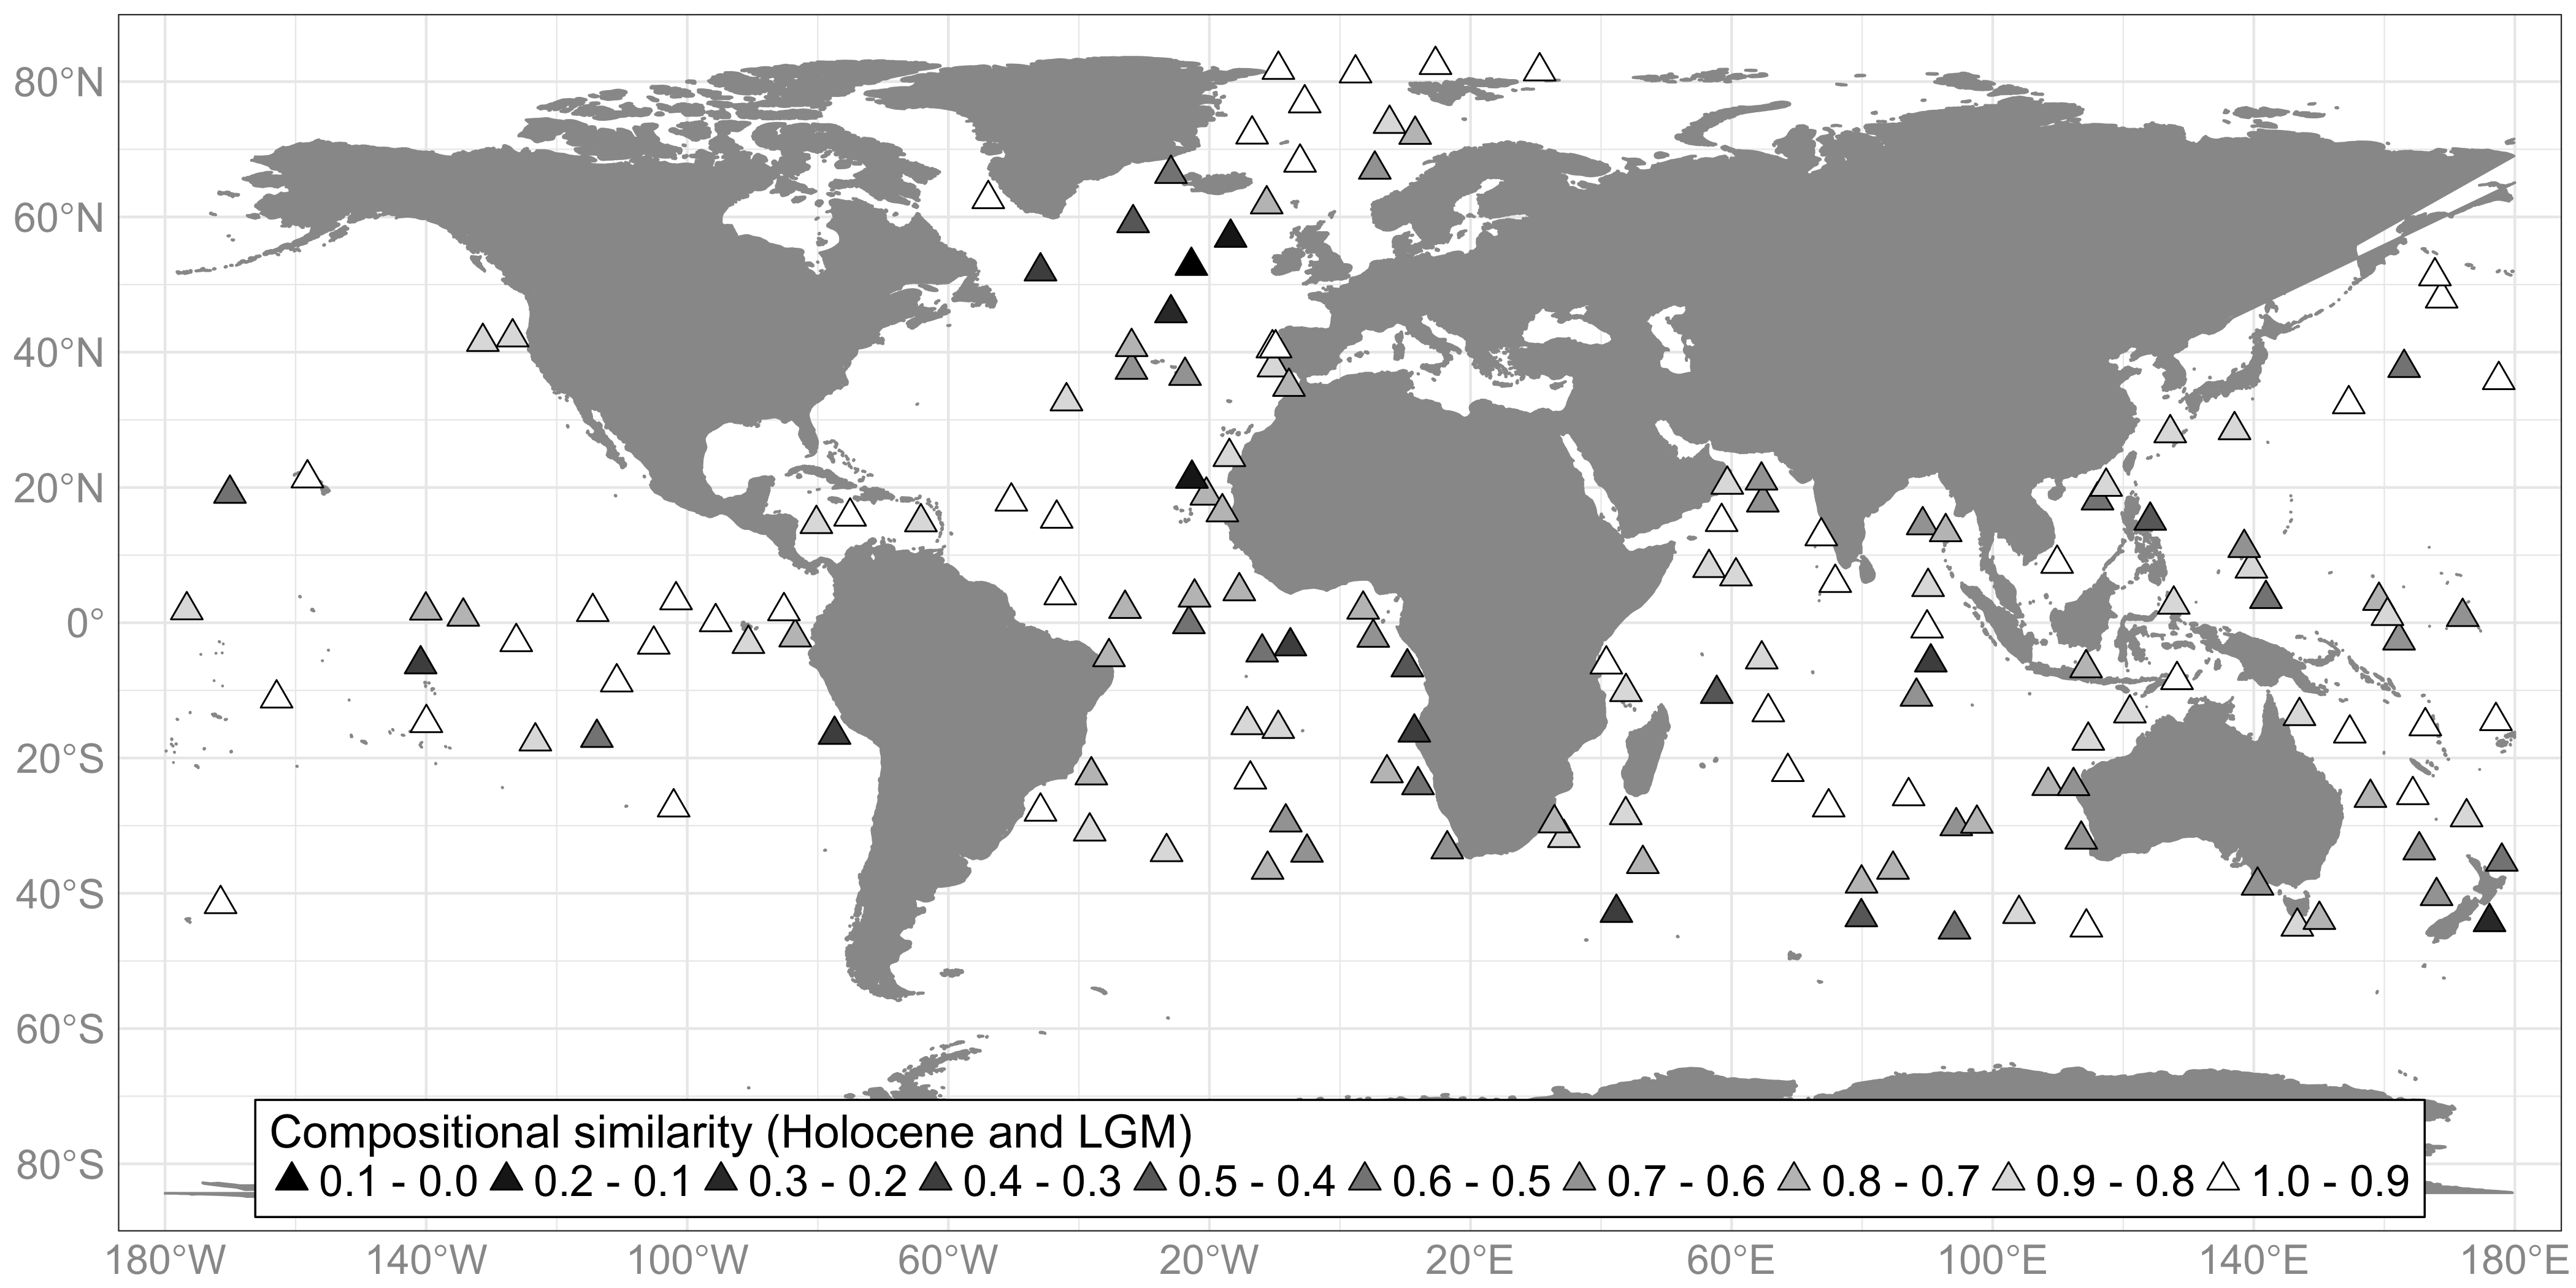 80°N
60°N
40°N
20°N
0°
20°S
40°S
60°S
80°S
Compositional similarity (Holocene and LGM)
0.1 - 0.0 0.2 - 0.1 0.3 - 0.2 0.4 - 0.3 0.5 - 0.4 0.6 - 0.5 0.7 - 0.6 0.8 - 0.7 0.9 - 0.8 1.0 - 0.9
180°W 140°W 100°W 60°W 20°W 20°E 60°E 100°E 140°E 180°E